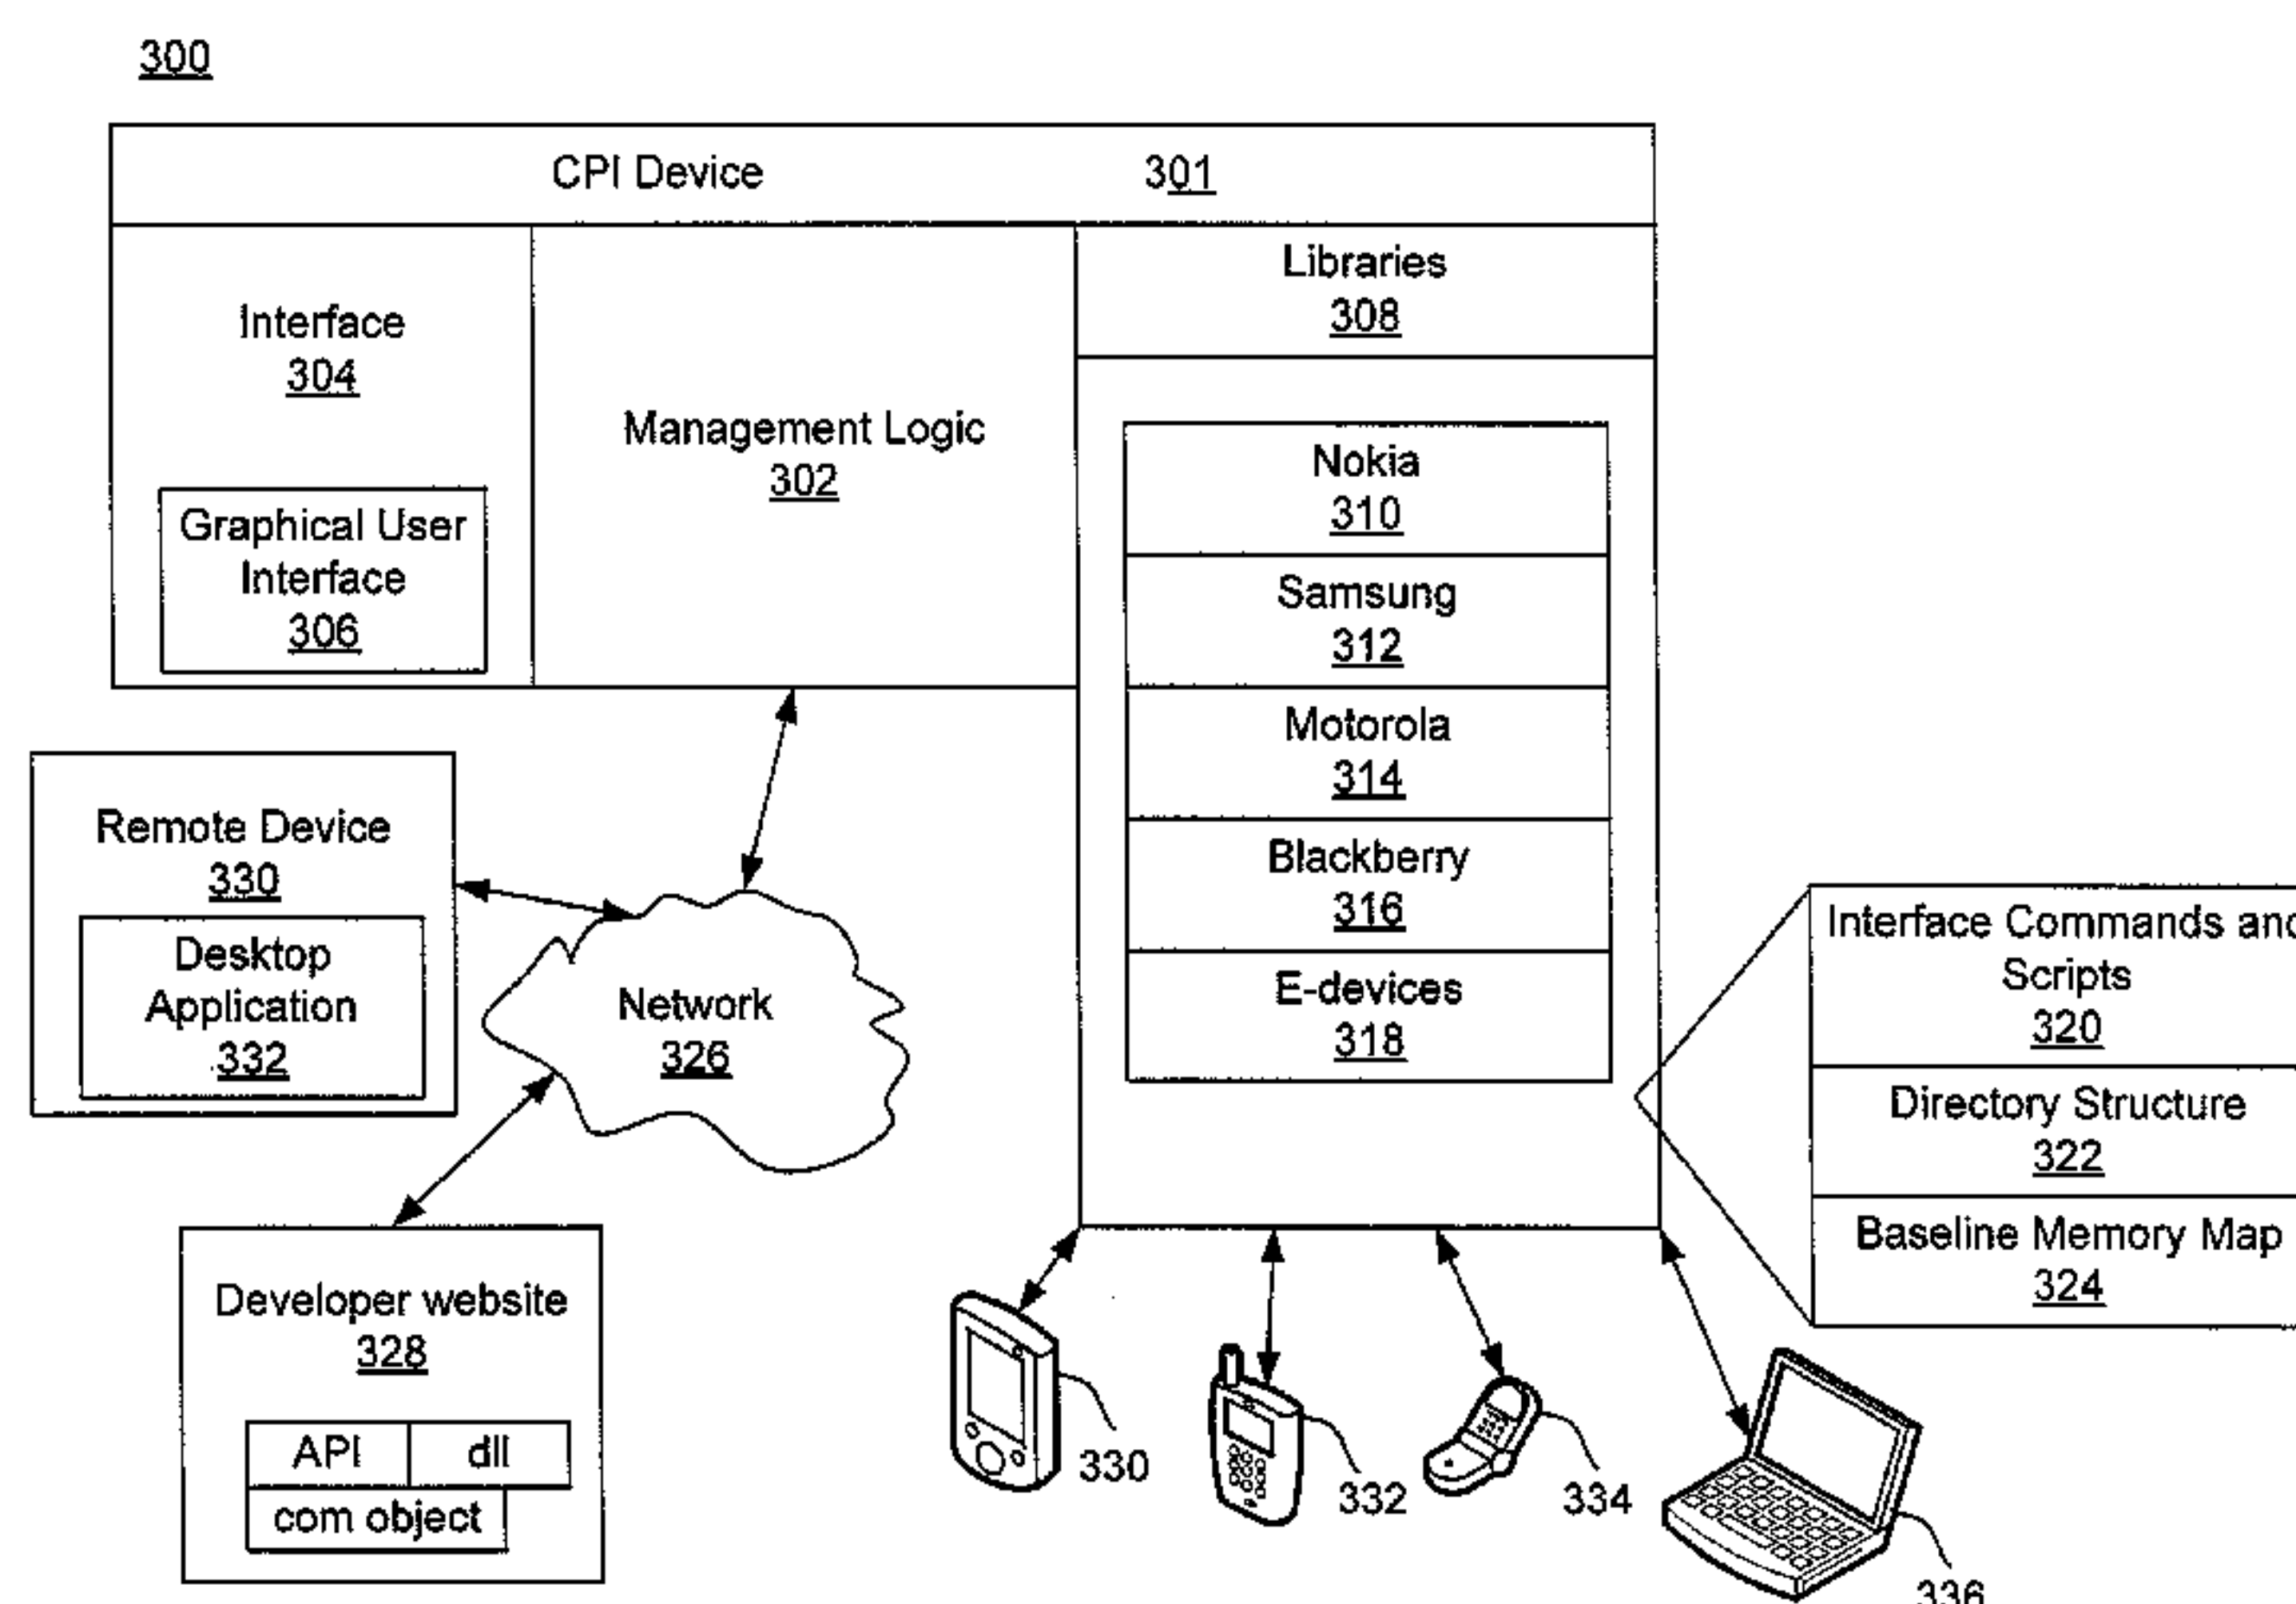 300
CPI Device 301
Interface
304
Graphical User
Interface
306
Management Logic
302
Libraries
308
Nokia
310
Samsung
312
Motorola
314
Blackberry
316
E-devices
318
Interface Commands and
Scripts
320
Directory Structure
322
Baseline Memory Map
324
Remote Device
330
Desktop
Application
332
Network
326
Developer website
328
API dll
com object
330
332
334
336